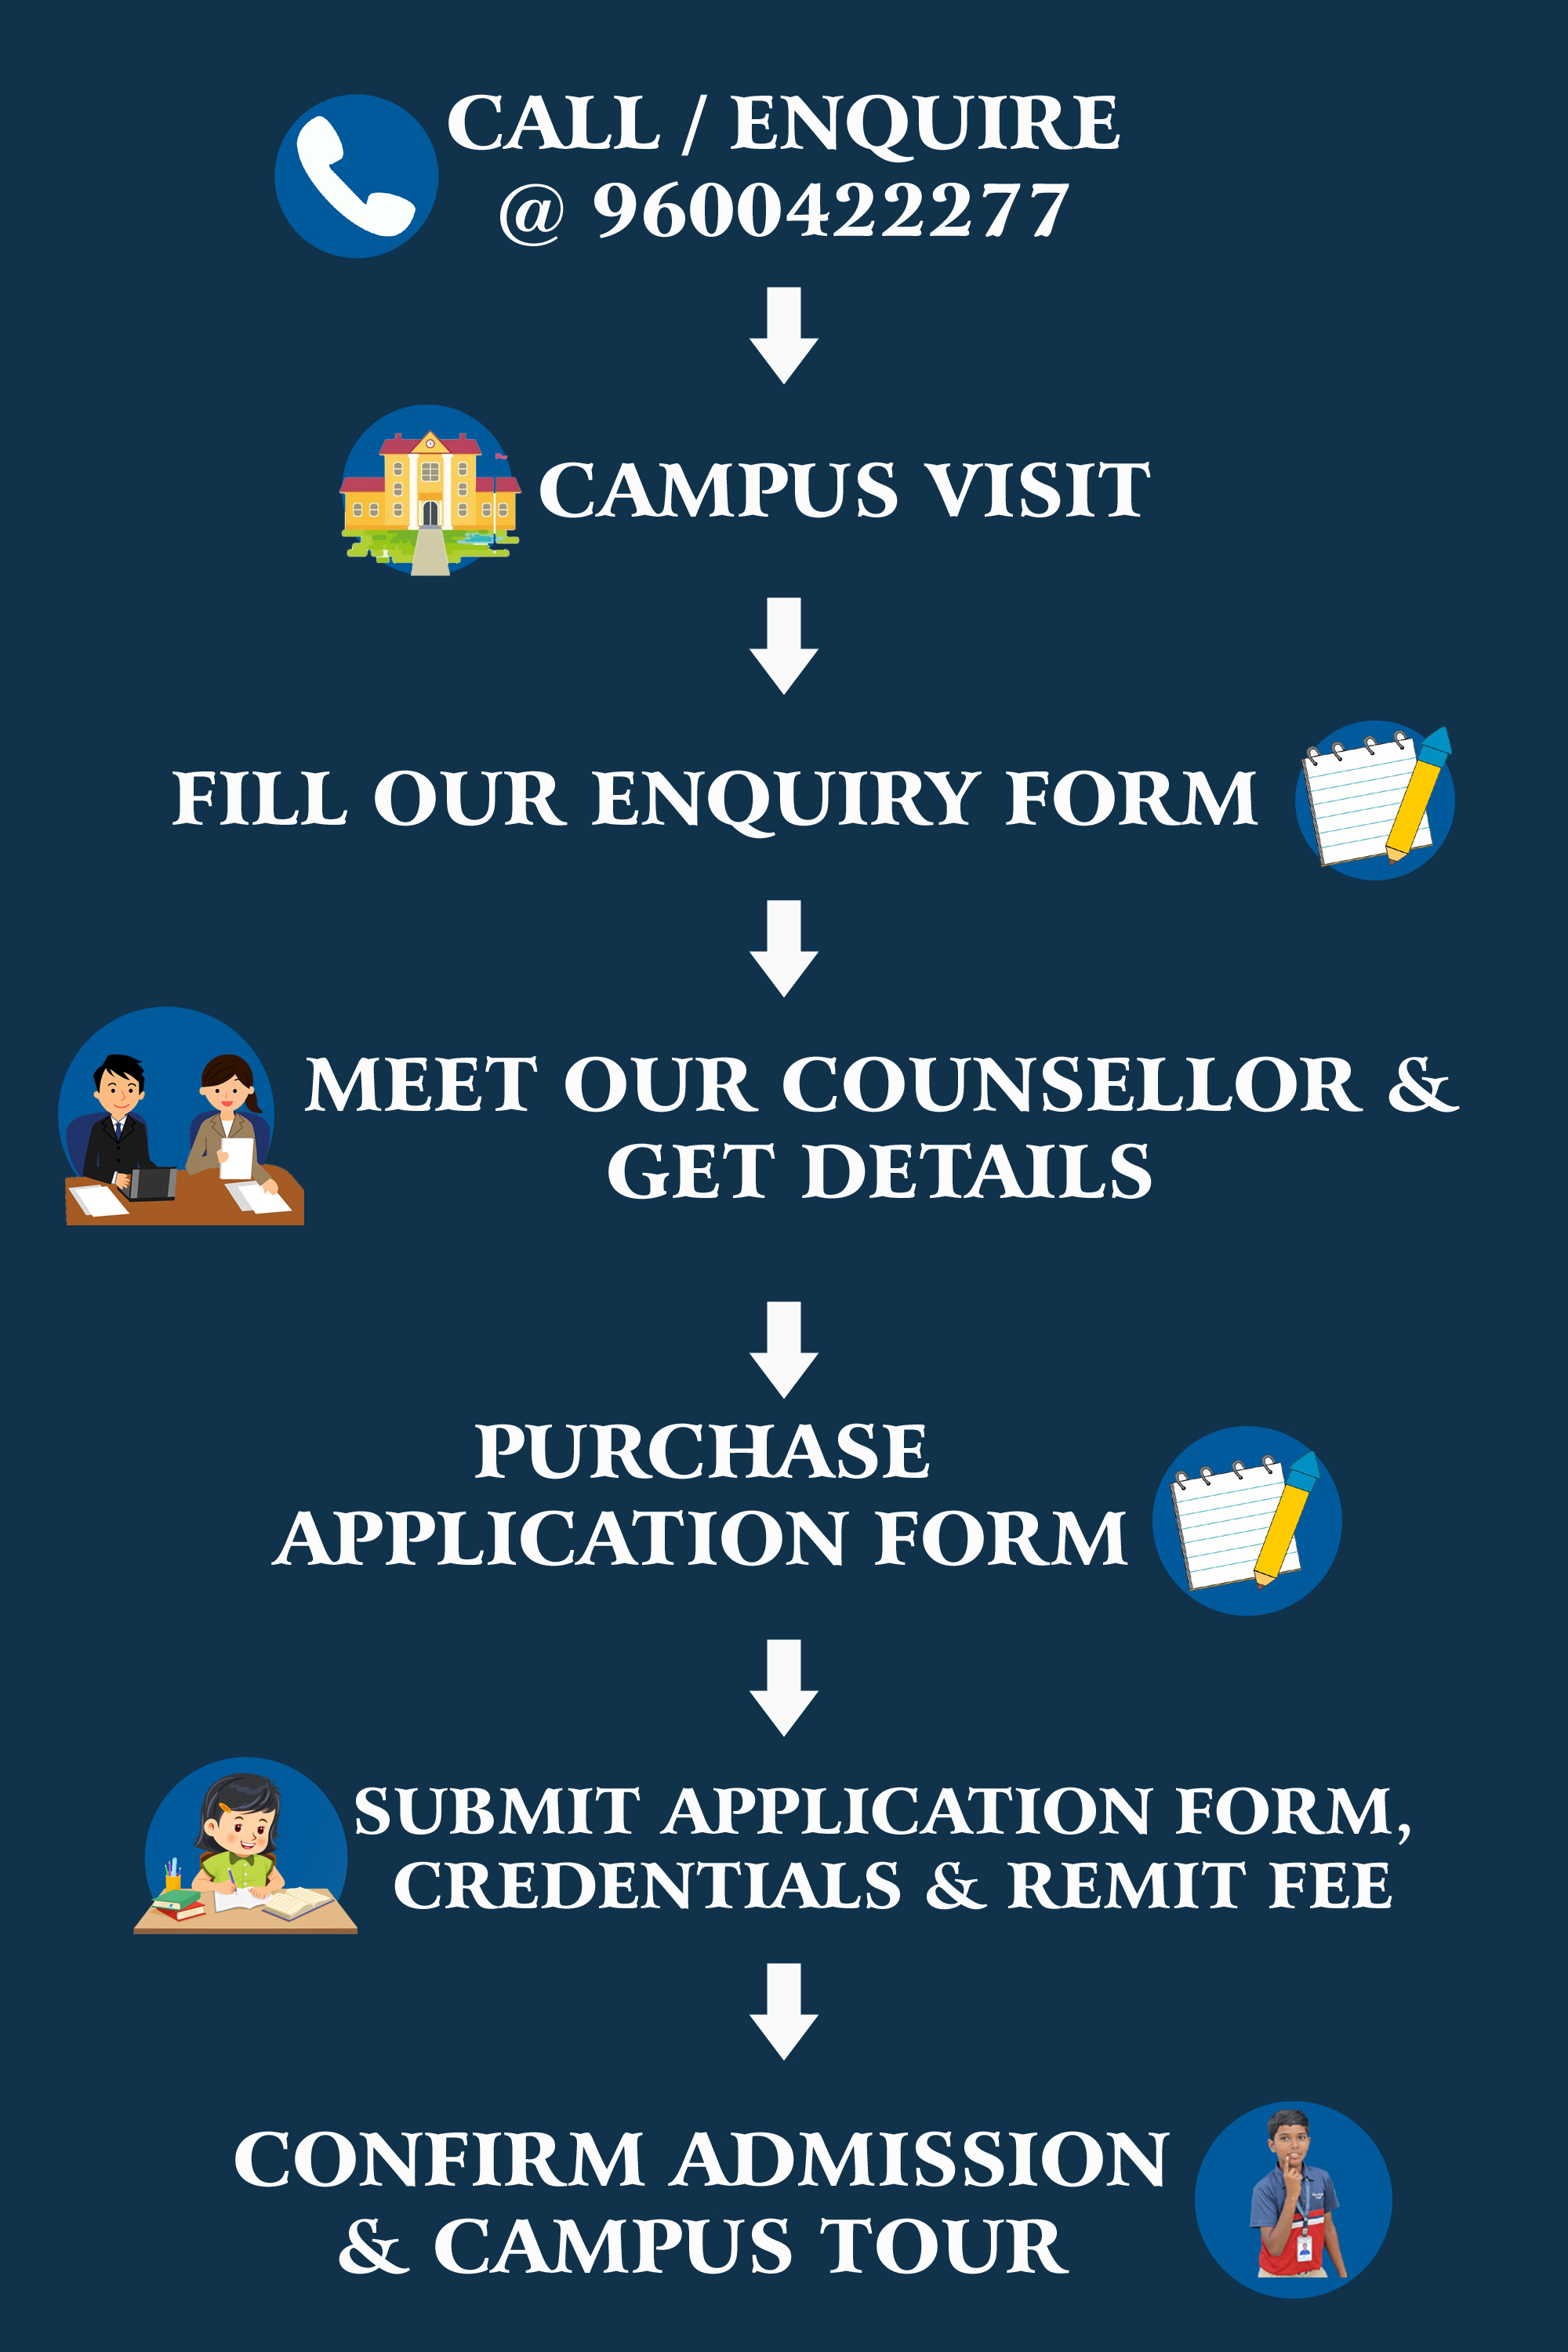 CALL / ENQUIRE
@ 9600422277
CAMPUS VISIT
FILL OUR ENQUIRY FORM
MEET OUR COUNSELLOR &
GET DETAILS
PURCHASE
APPLICATION FORM
SUBMIT APPLICATION FORM,
CREDENTIALS & REMIT FEE
CONFIRM ADMISSION
& CAMPUS TOUR